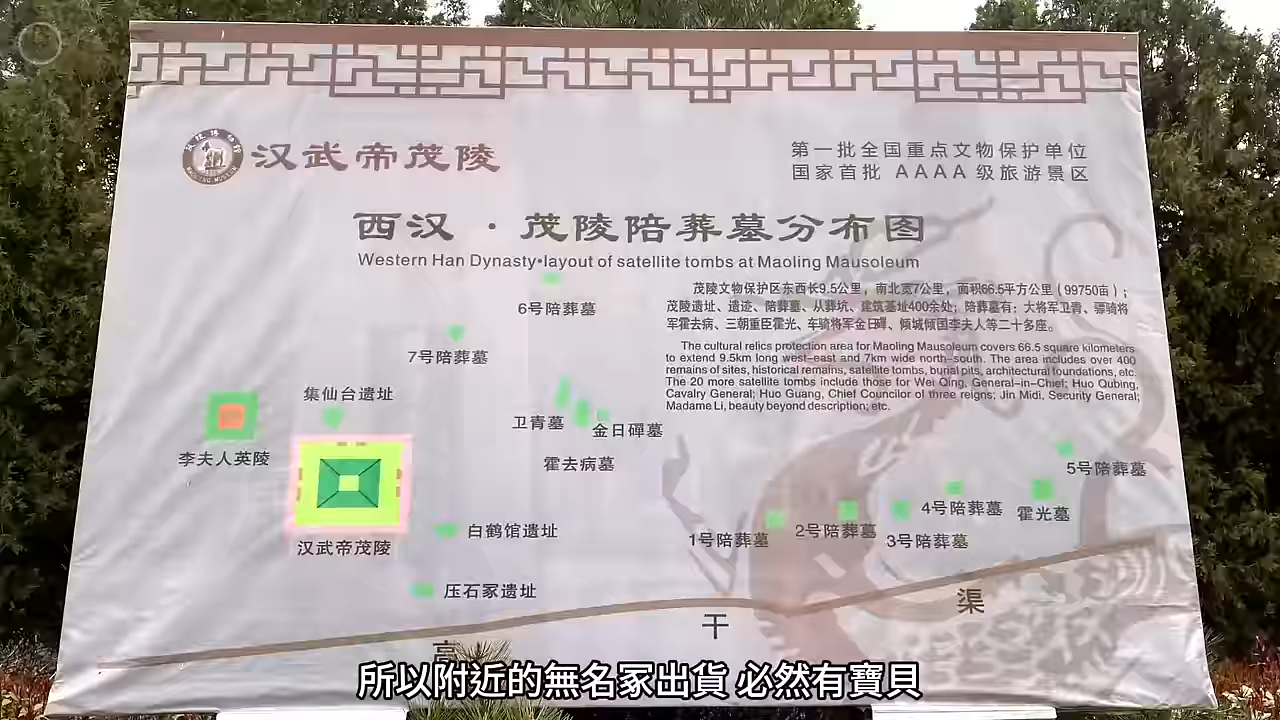 汉武帝茂陵
第一批全国重点文物保护单位
国家首批 AAAA 级旅游景区
西汉 · 茂陵陪葬墓分布图
Western Han Dynasty•layout of satellite tombs at Maoling Mausoleum
茂陵文物保护区东西长9.5公里，南北宽7公里，面积66.5平方公里（99750亩）；
茂陵遗址、遗迹、陪葬墓、从葬坑、建筑基址400余处；陪葬墓有：大将军卫青、骠骑将
军霍去病、三朝重臣霍光、车骑将军金日磾、倾城倾国李夫人等二十多座。
The cultural relics protection area for Maoling Mausoleum covers 66.5 square kilometers
to extend 9.5km long west-east and 7km wide north-south. The area includes over 400
remains of sites, historical remains, satellite tombs, burial pits, architectural foundations, etc.
The 20 more satellite tombs include those for Wei Qing, General-in-Chief; Huo Qubing,
Cavalry General; Huo Guang, Chief Councilor of three reigns; Jin Midi, Security General;
Madame Li, beauty beyond description; etc.
6号陪葬墓
7号陪葬墓
集仙台遗址
卫青墓
金日磾墓
李夫人英陵
霍去病墓
5号陪葬墓
4号陪葬墓
霍光墓
白鹤馆遗址
2号陪葬墓
1号陪葬墓
3号陪葬墓
汉武帝茂陵
压石冢遗址
渠
干
高
所以附近的無名冢出貨 必然有寶貝